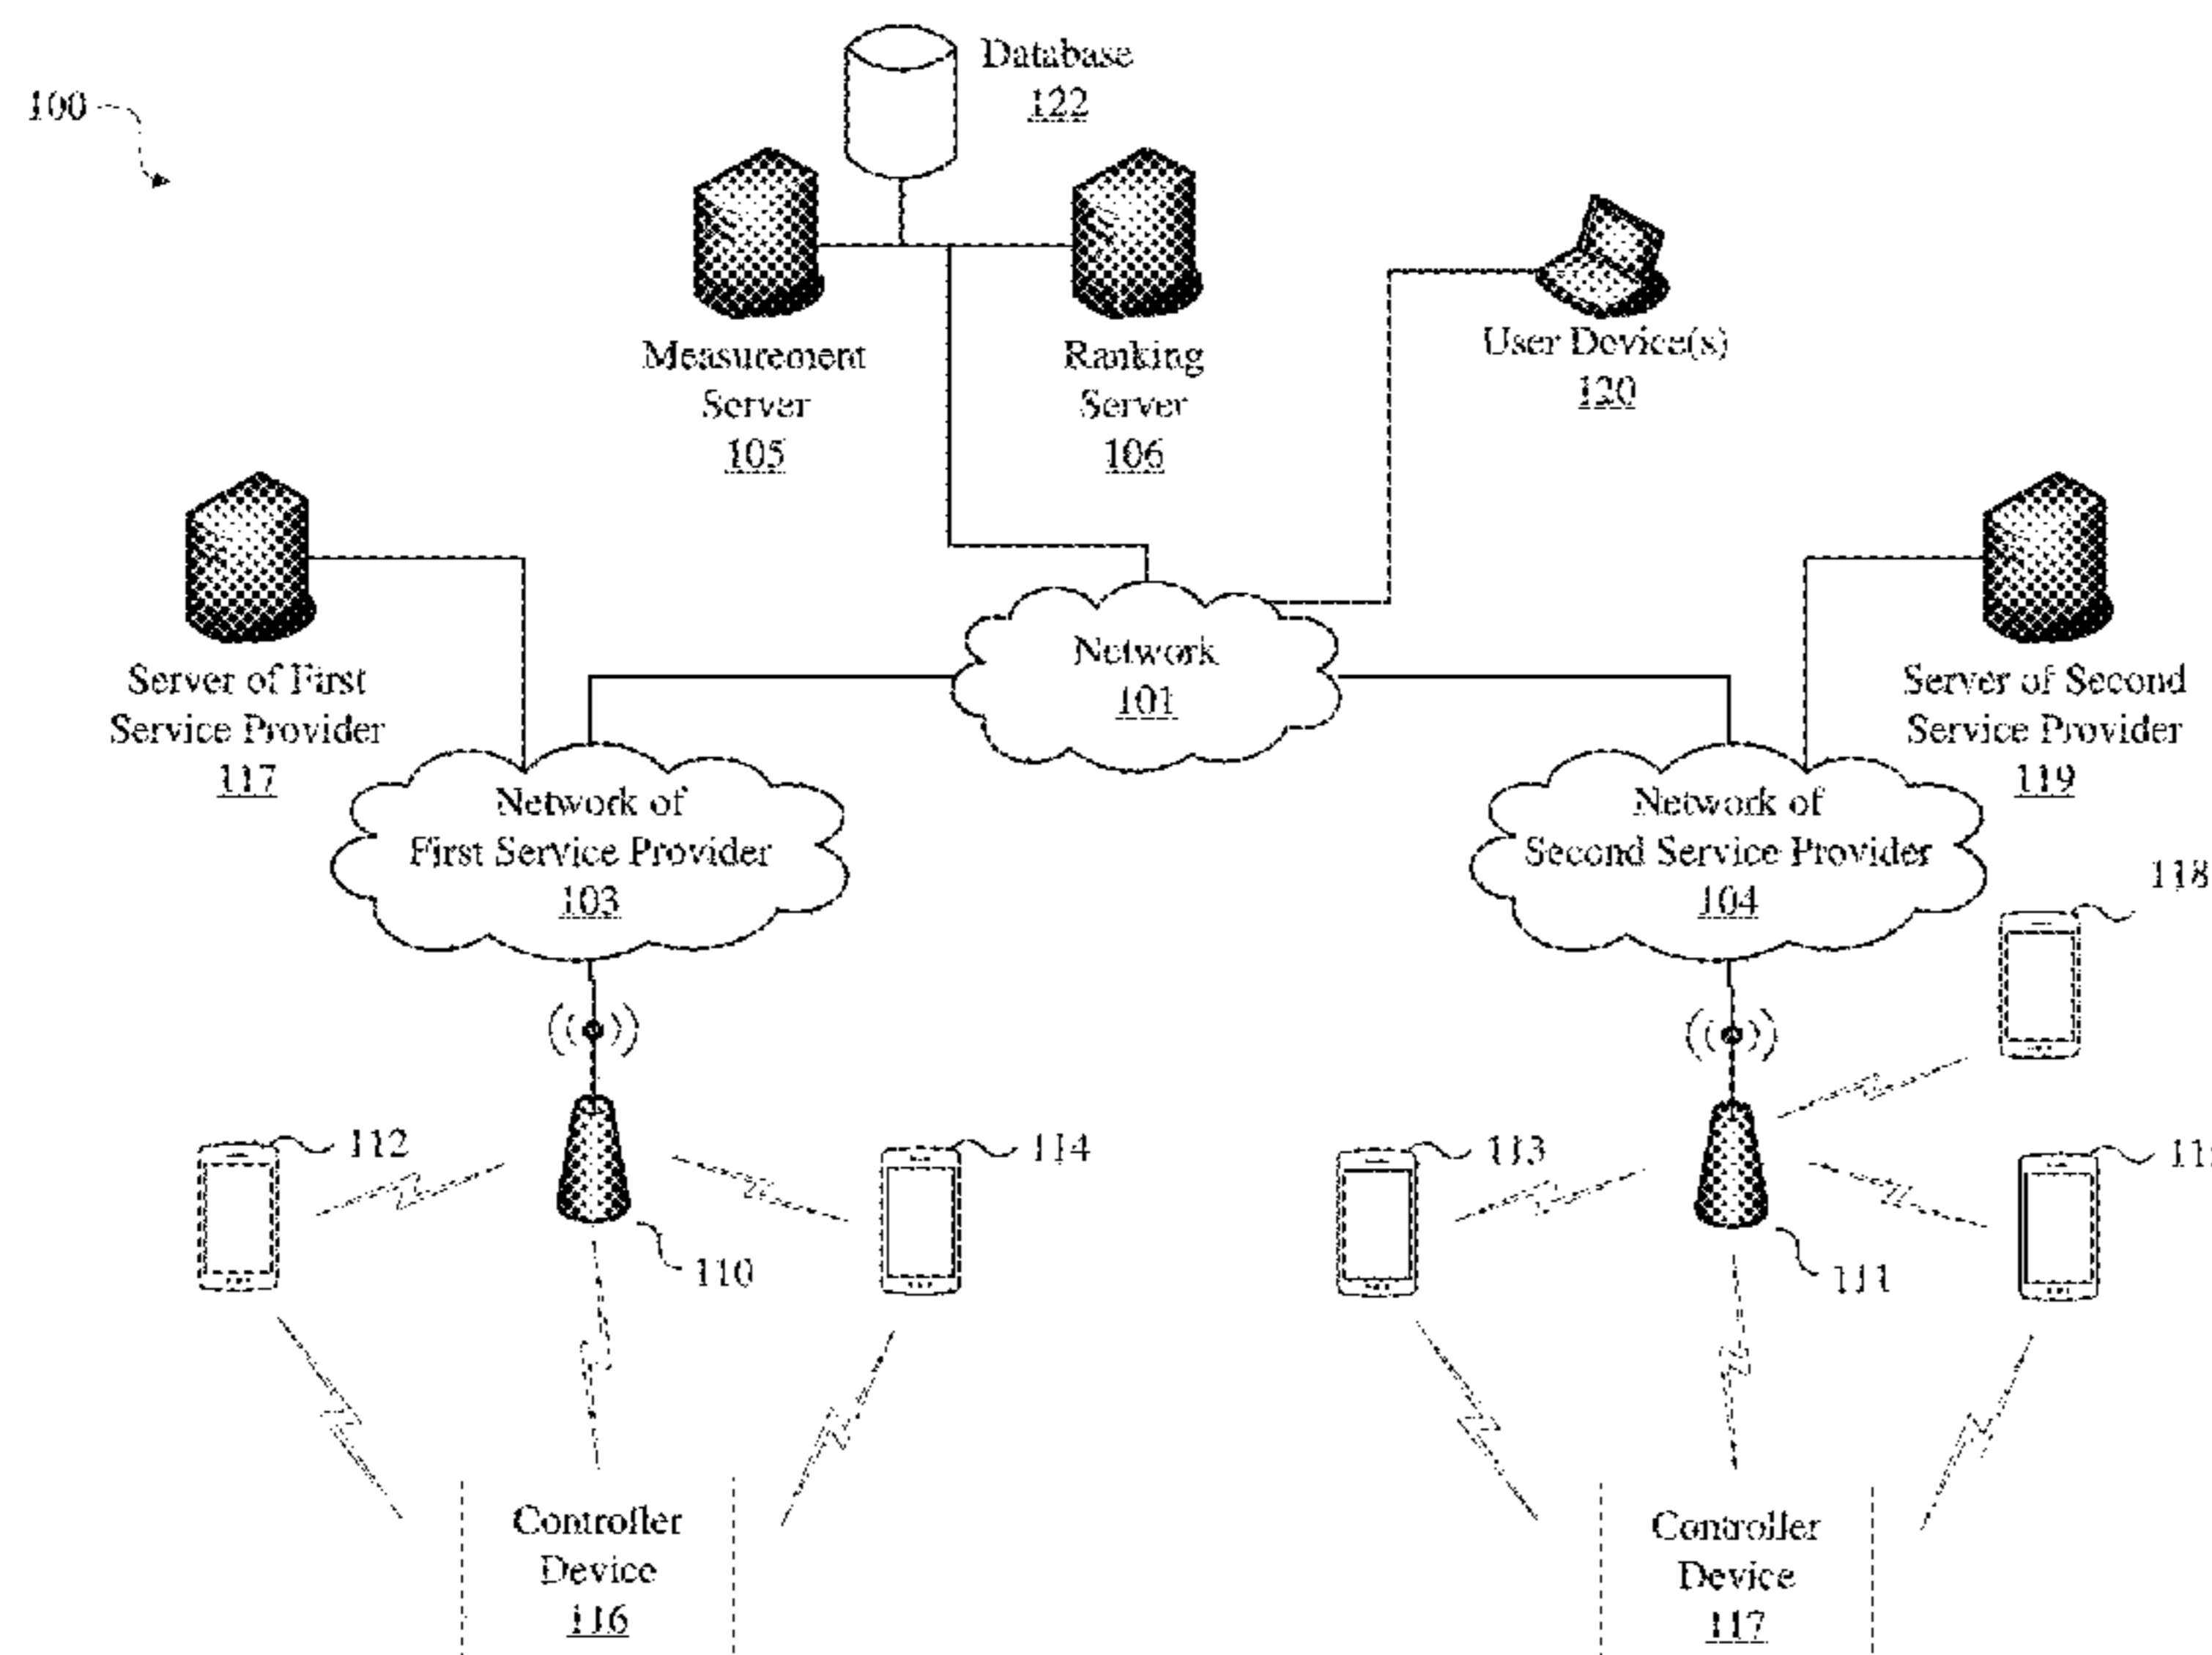 100
Database
122
Measurement
Server
105
Ranking
Server
106
User Device(s)
120
Server of First
Service Provider
117
Network
101
Server of Second
Service Provider
119
Network of
First Service Provider
103
Network of
Second Service Provider
104
118
112
114
110
113
111
Controller
Device
116
Controller
Device
117